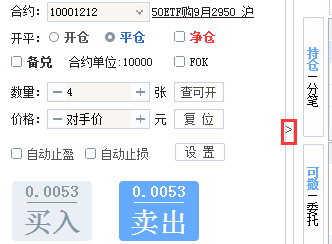 合约: 10001212 50ETF购9月2950 沪
开平: 开仓 平仓 净仓
备兑 合约单位:10000 FOK
数量: − 4 + 张 查可开
价格: − 对手价 + 元 复 位
自动止盈 自动止损 设 置
0.0053 0.0053
买入 卖出
>
持仓—分笔
可撤—委托